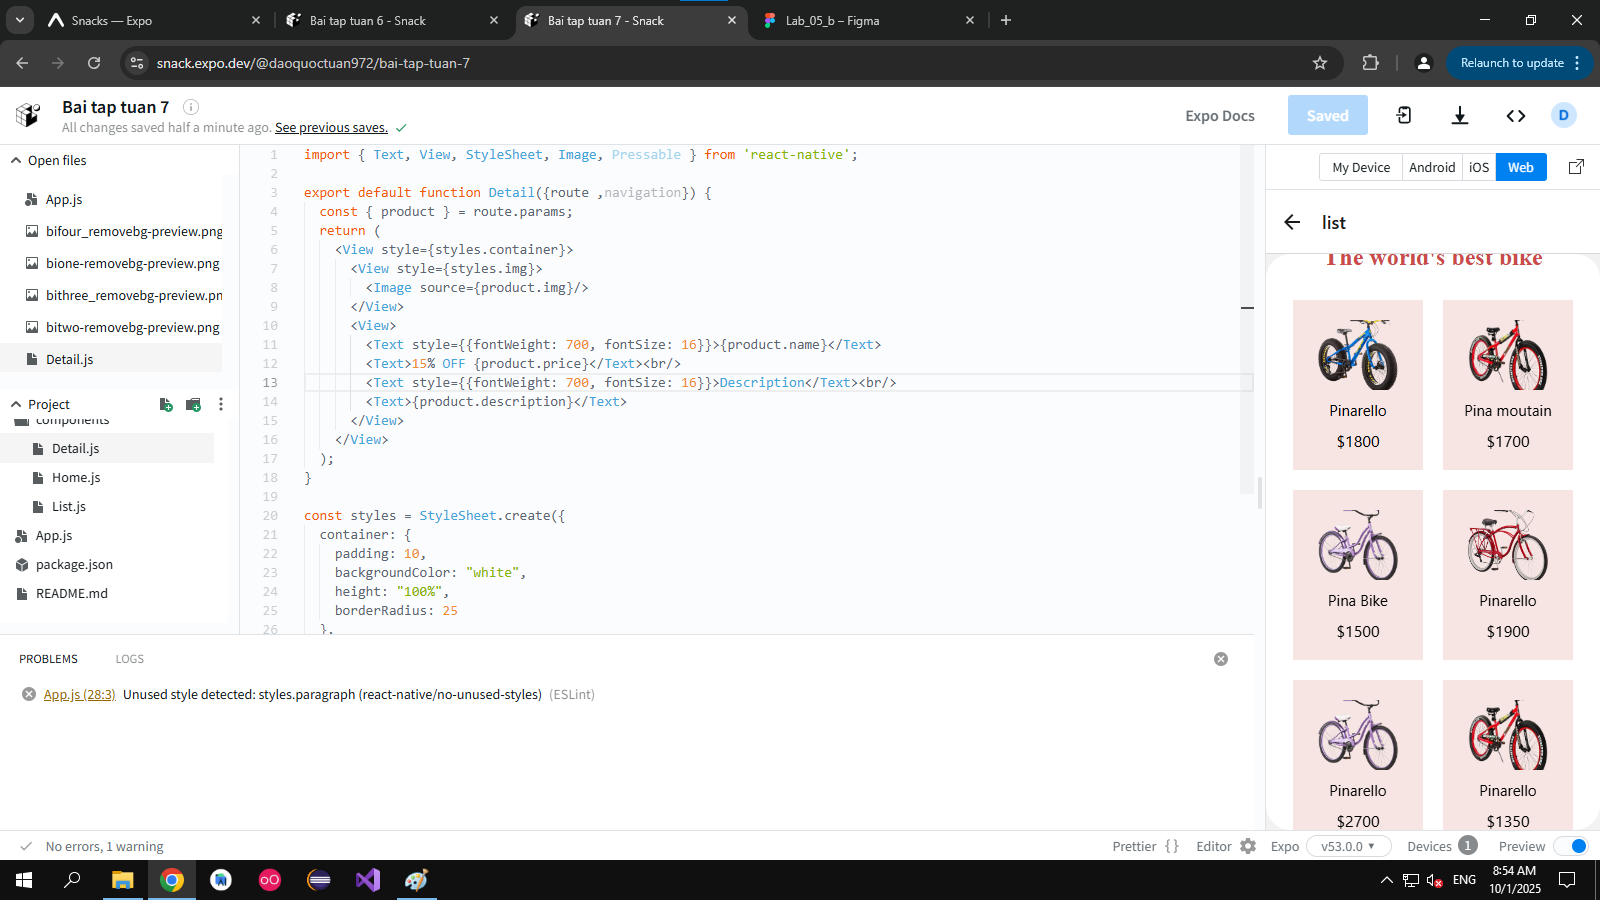 Snacks — Expo
Bai tap tuan 6 - Snack
Bai tap tuan 7 - Snack
Lab_05_b – Figma
snack.expo.dev/@daoquoctuan972/bai-tap-tuan-7
Relaunch to update
Bai tap tuan 7
All changes saved half a minute ago. See previous saves.
Expo Docs
Saved
D
Open files
App.js
bifour_removebg-preview.png
bione-removebg-preview.png
bithree_removebg-preview.pn
bitwo-removebg-preview.png
Detail.js
Project
components
Detail.js
Home.js
List.js
App.js
package.json
README.md
1 import { Text, View, StyleSheet, Image, Pressable } from 'react-native';
2
3 export default function Detail({route ,navigation}) {
4 const { product } = route.params;
5 return (
6 <View style={styles.container}>
7 <View style={styles.img}>
8 <Image source={product.img}/>
9 </View>
10 <View>
11 <Text style={{fontWeight: 700, fontSize: 16}}>{product.name}</Text>
12 <Text>15% OFF {product.price}</Text><br/>
13 <Text style={{fontWeight: 700, fontSize: 16}}>Description</Text><br/>
14 <Text>{product.description}</Text>
15 </View>
16 </View>
17 );
18 }
19
20 const styles = StyleSheet.create({
21 container: {
22 padding: 10,
23 backgroundColor: "white",
24 height: "100%",
25 borderRadius: 25
26 },
My Device
Android
iOS
Web
list
The world's best bike
Pinarello
$1800
Pina moutain
$1700
Pina Bike
$1500
Pinarello
$1900
Pinarello
$2700
Pinarello
$1350
PROBLEMS
LOGS
App.js (28:3) Unused style detected: styles.paragraph (react-native/no-unused-styles) (ESLint)
No errors, 1 warning
Prettier { }
Editor
Expo
v53.0.0
Devices 1
Preview
ENG
8:54 AM
10/1/2025